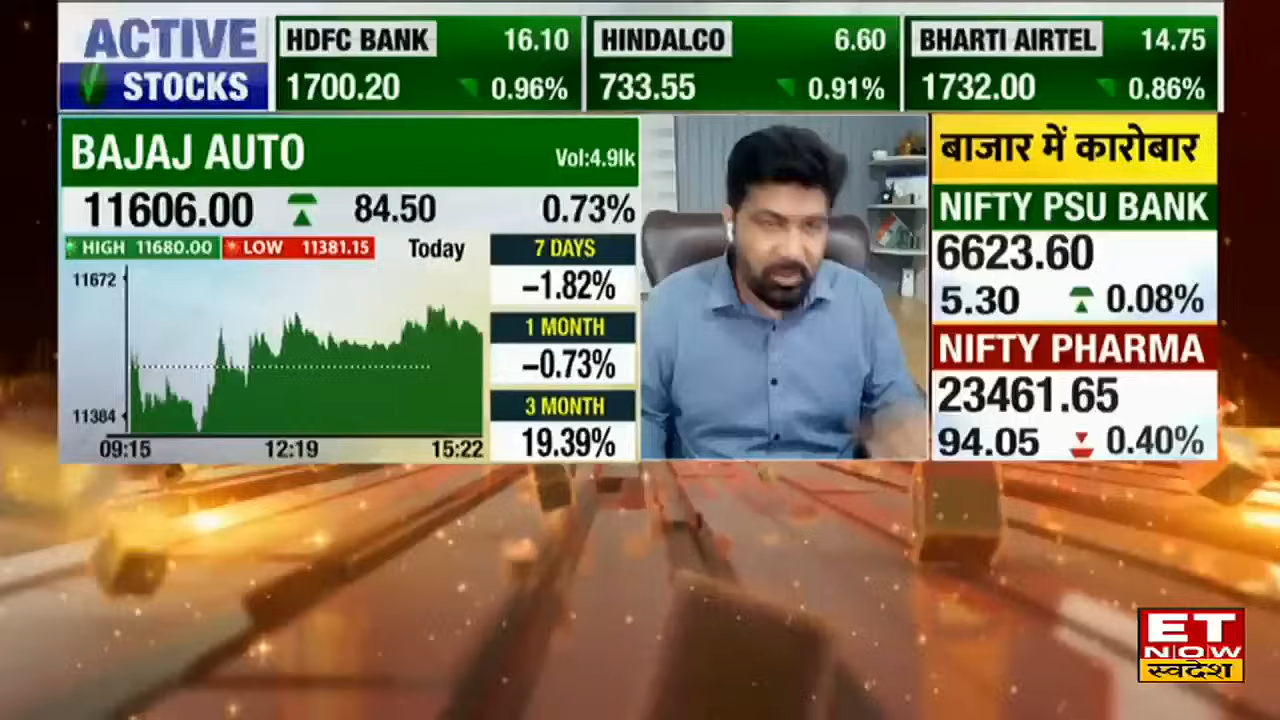 ACTIVE
STOCKS
HDFC BANK 16.10
1700.20 0.96%
HINDALCO 6.60
733.55 0.91%
BHARTI AIRTEL 14.75
1732.00 0.86%
BAJAJ AUTO Vol:4.9lk
11606.00 84.50 0.73%
HIGH 11680.00 LOW 11381.15 Today
11672
11384
09:15 12:19 15:22
7 DAYS
-1.82%
1 MONTH
-0.73%
3 MONTH
19.39%
बाजार में कारोबार
NIFTY PSU BANK
6623.60
5.30 0.08%
NIFTY PHARMA
23461.65
94.05 0.40%
ET
NOW
स्वदेश